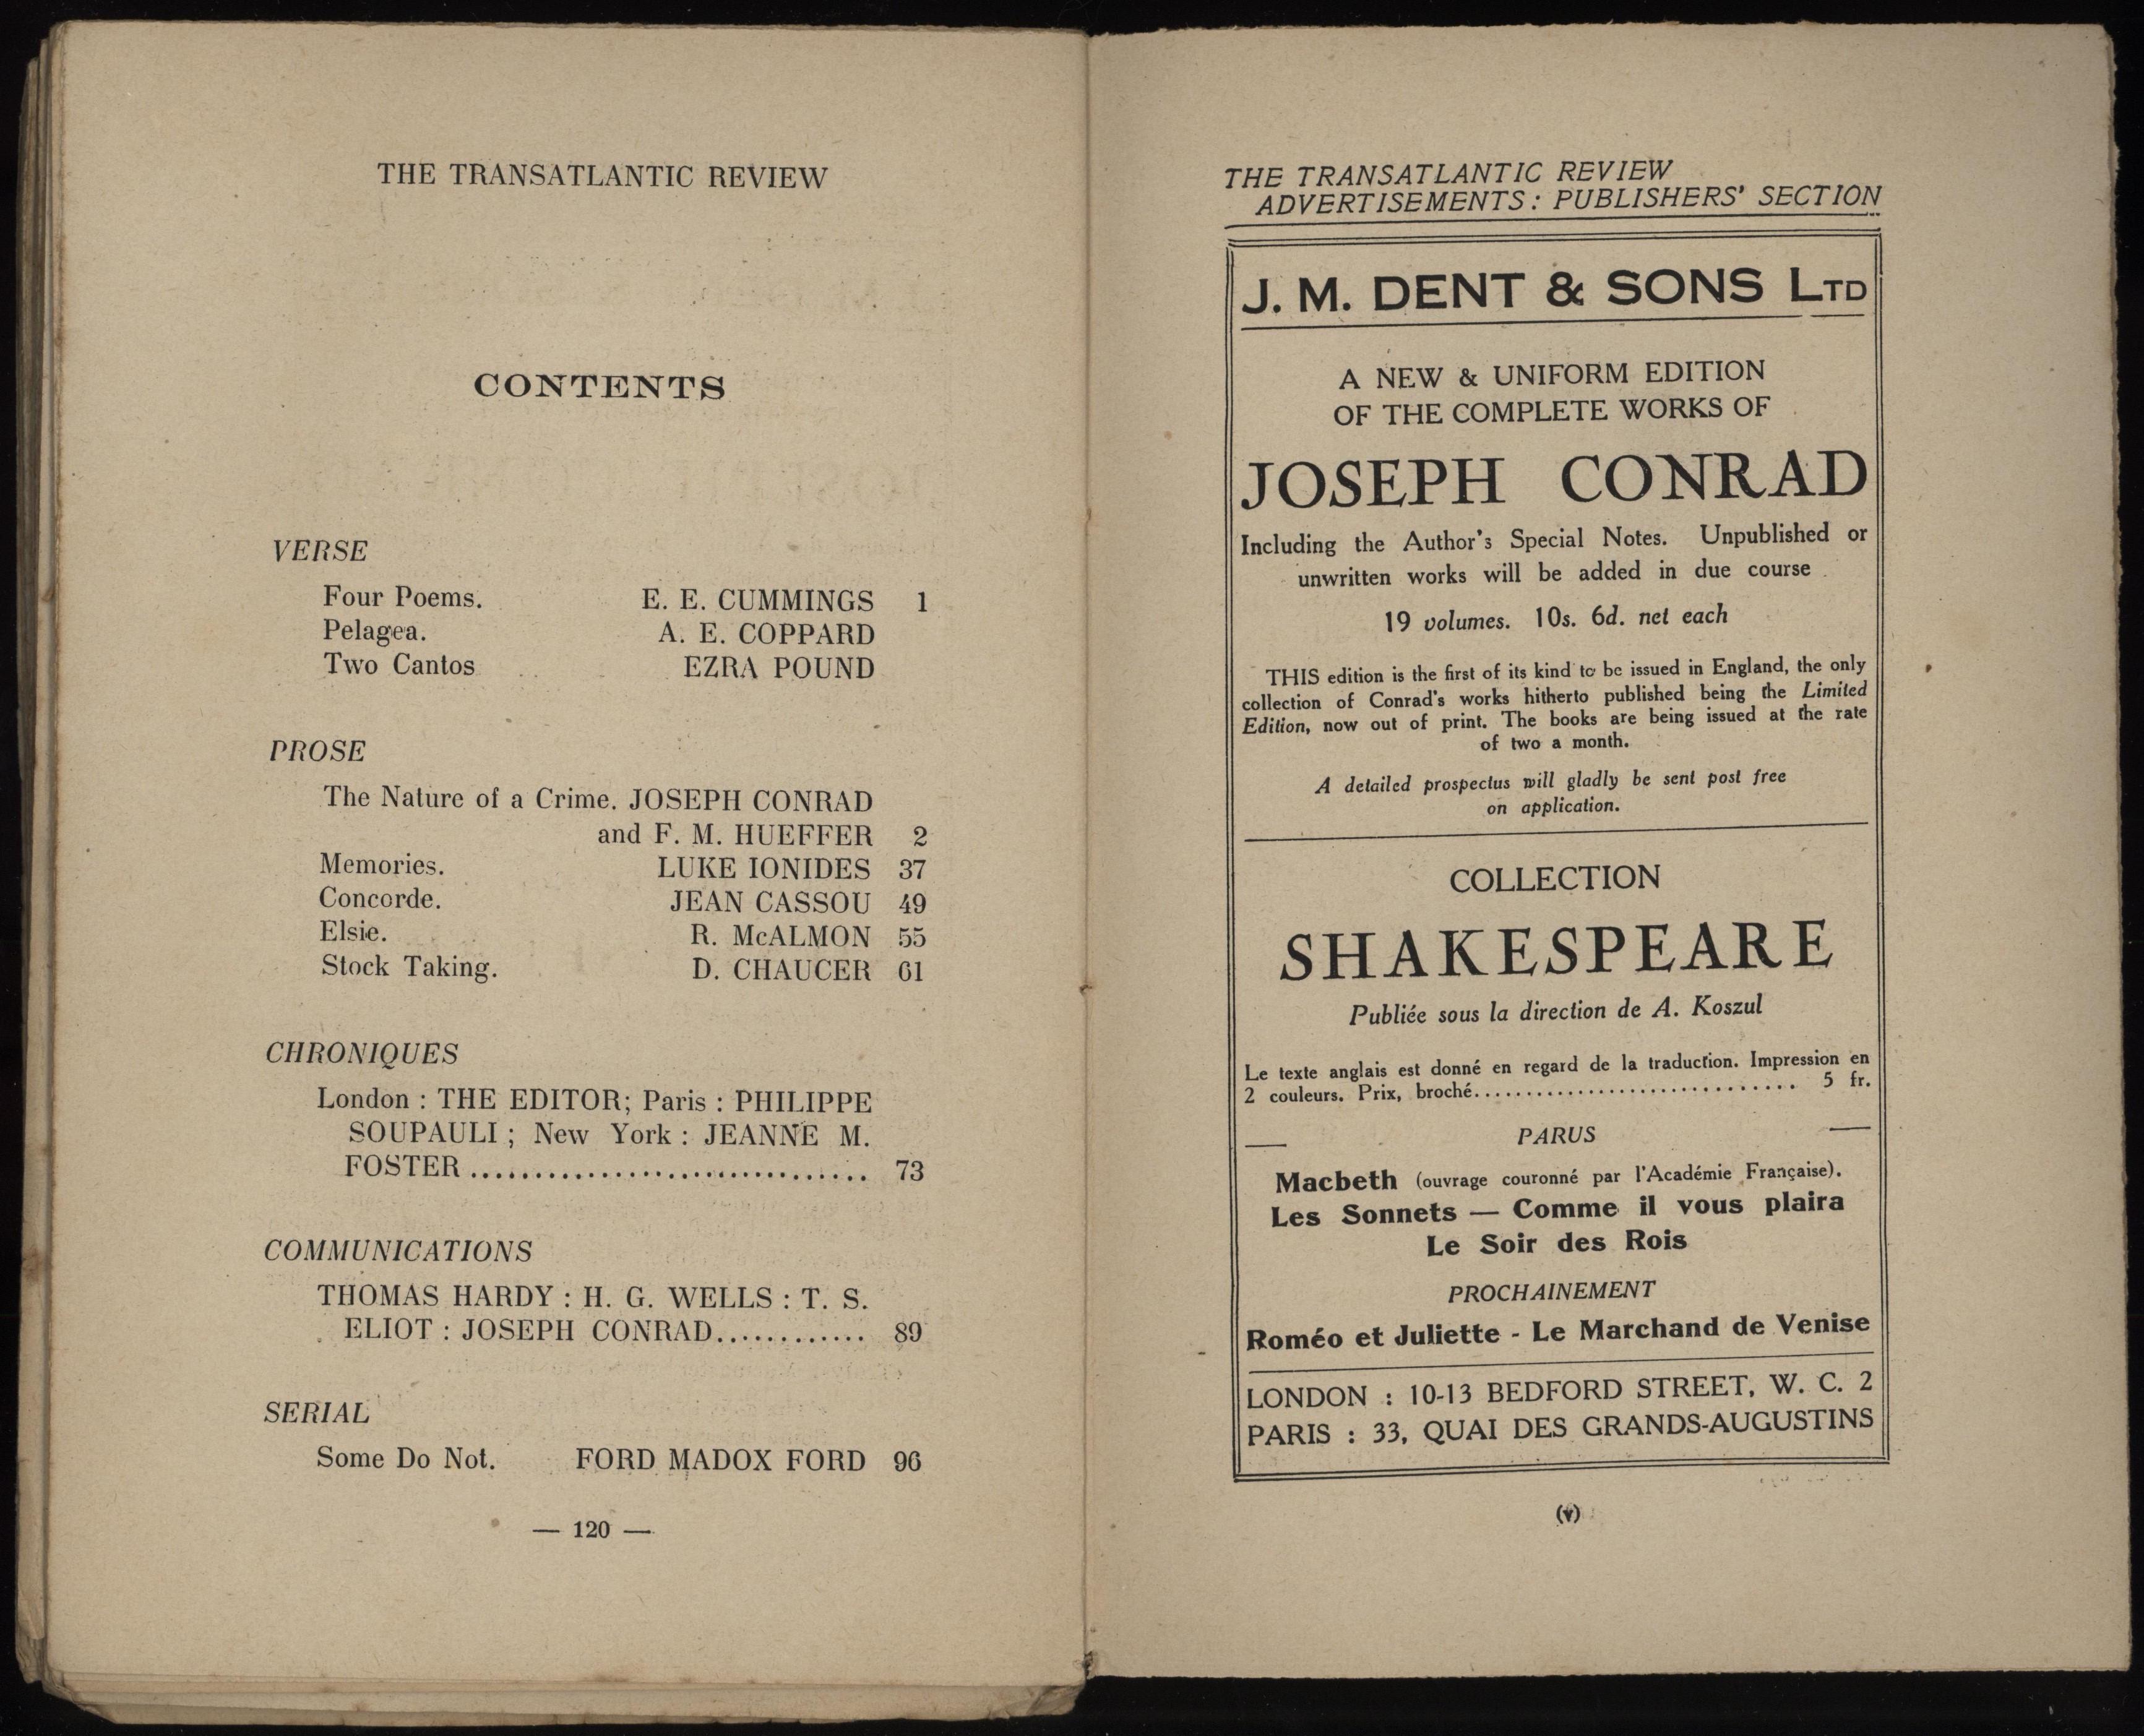 THE TRANSATLANTIC REVIEW
CONTENTS
VERSE
Four Poems. E. E. CUMMINGS 1
Pelagea. A. E. COPPARD
Two Cantos EZRA POUND
PROSE
The Nature of a Crime. JOSEPH CONRAD
and F. M. HUEFFER 2
Memories. LUKE IONIDES 37
Concorde. JEAN CASSOU 49
Elsie. R. McALMON 55
Stock Taking. D. CHAUCER 61
CHRONIQUES
London : THE EDITOR; Paris : PHILIPPE
SOUPAULI ; New York : JEANNE M.
FOSTER ............................... 73
COMMUNICATIONS
THOMAS HARDY : H. G. WELLS : T. S.
ELIOT : JOSEPH CONRAD............ 89
SERIAL
Some Do Not. FORD MADOX FORD 96
— 120 —
THE TRANSATLANTIC REVIEW
ADVERTISEMENTS : PUBLISHERS' SECTION
J. M. DENT & SONS LTD
A NEW & UNIFORM EDITION
OF THE COMPLETE WORKS OF
JOSEPH CONRAD
Including the Author's Special Notes. Unpublished or
unwritten works will be added in due course
19 volumes. 10s. 6d. net each
THIS edition is the first of its kind to be issued in England, the only
collection of Conrad's works hitherto published being the Limited
Edition, now out of print. The books are being issued at the rate
of two a month.
A detailed prospectus will gladly be sent post free
on application.
COLLECTION
SHAKESPEARE
Publiée sous la direction de A. Koszul
Le texte anglais est donné en regard de la traduction. Impression en
2 couleurs. Prix, broché............................... 5 fr.
PARUS
Macbeth (ouvrage couronné par l'Académie Française).
Les Sonnets — Comme il vous plaira
Le Soir des Rois
PROCHAINEMENT
Roméo et Juliette - Le Marchand de Venise
LONDON : 10-13 BEDFORD STREET, W. C. 2
PARIS : 33, QUAI DES GRANDS-AUGUSTINS
(v)